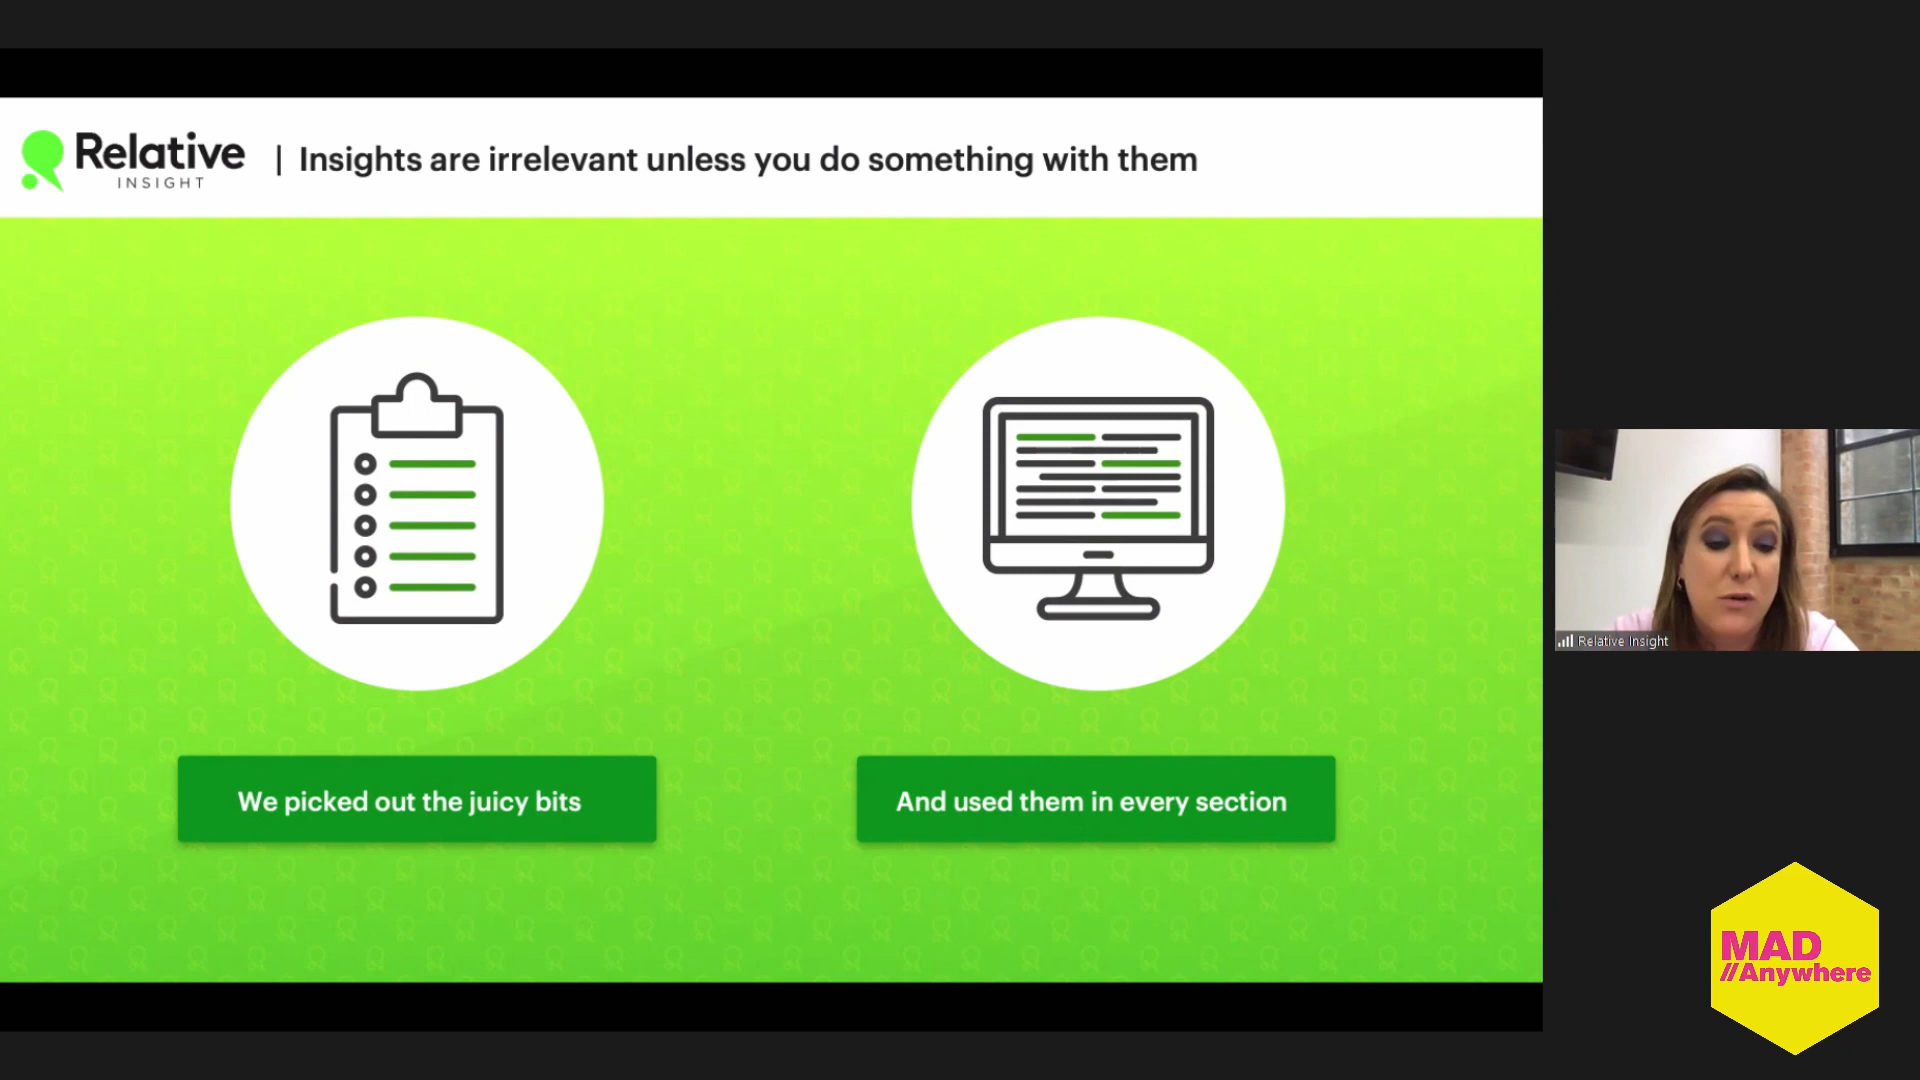 Relative
INSIGHT
| Insights are irrelevant unless you do something with them
We picked out the juicy bits
And used them in every section
Relative Insight
MAD
//Anywhere